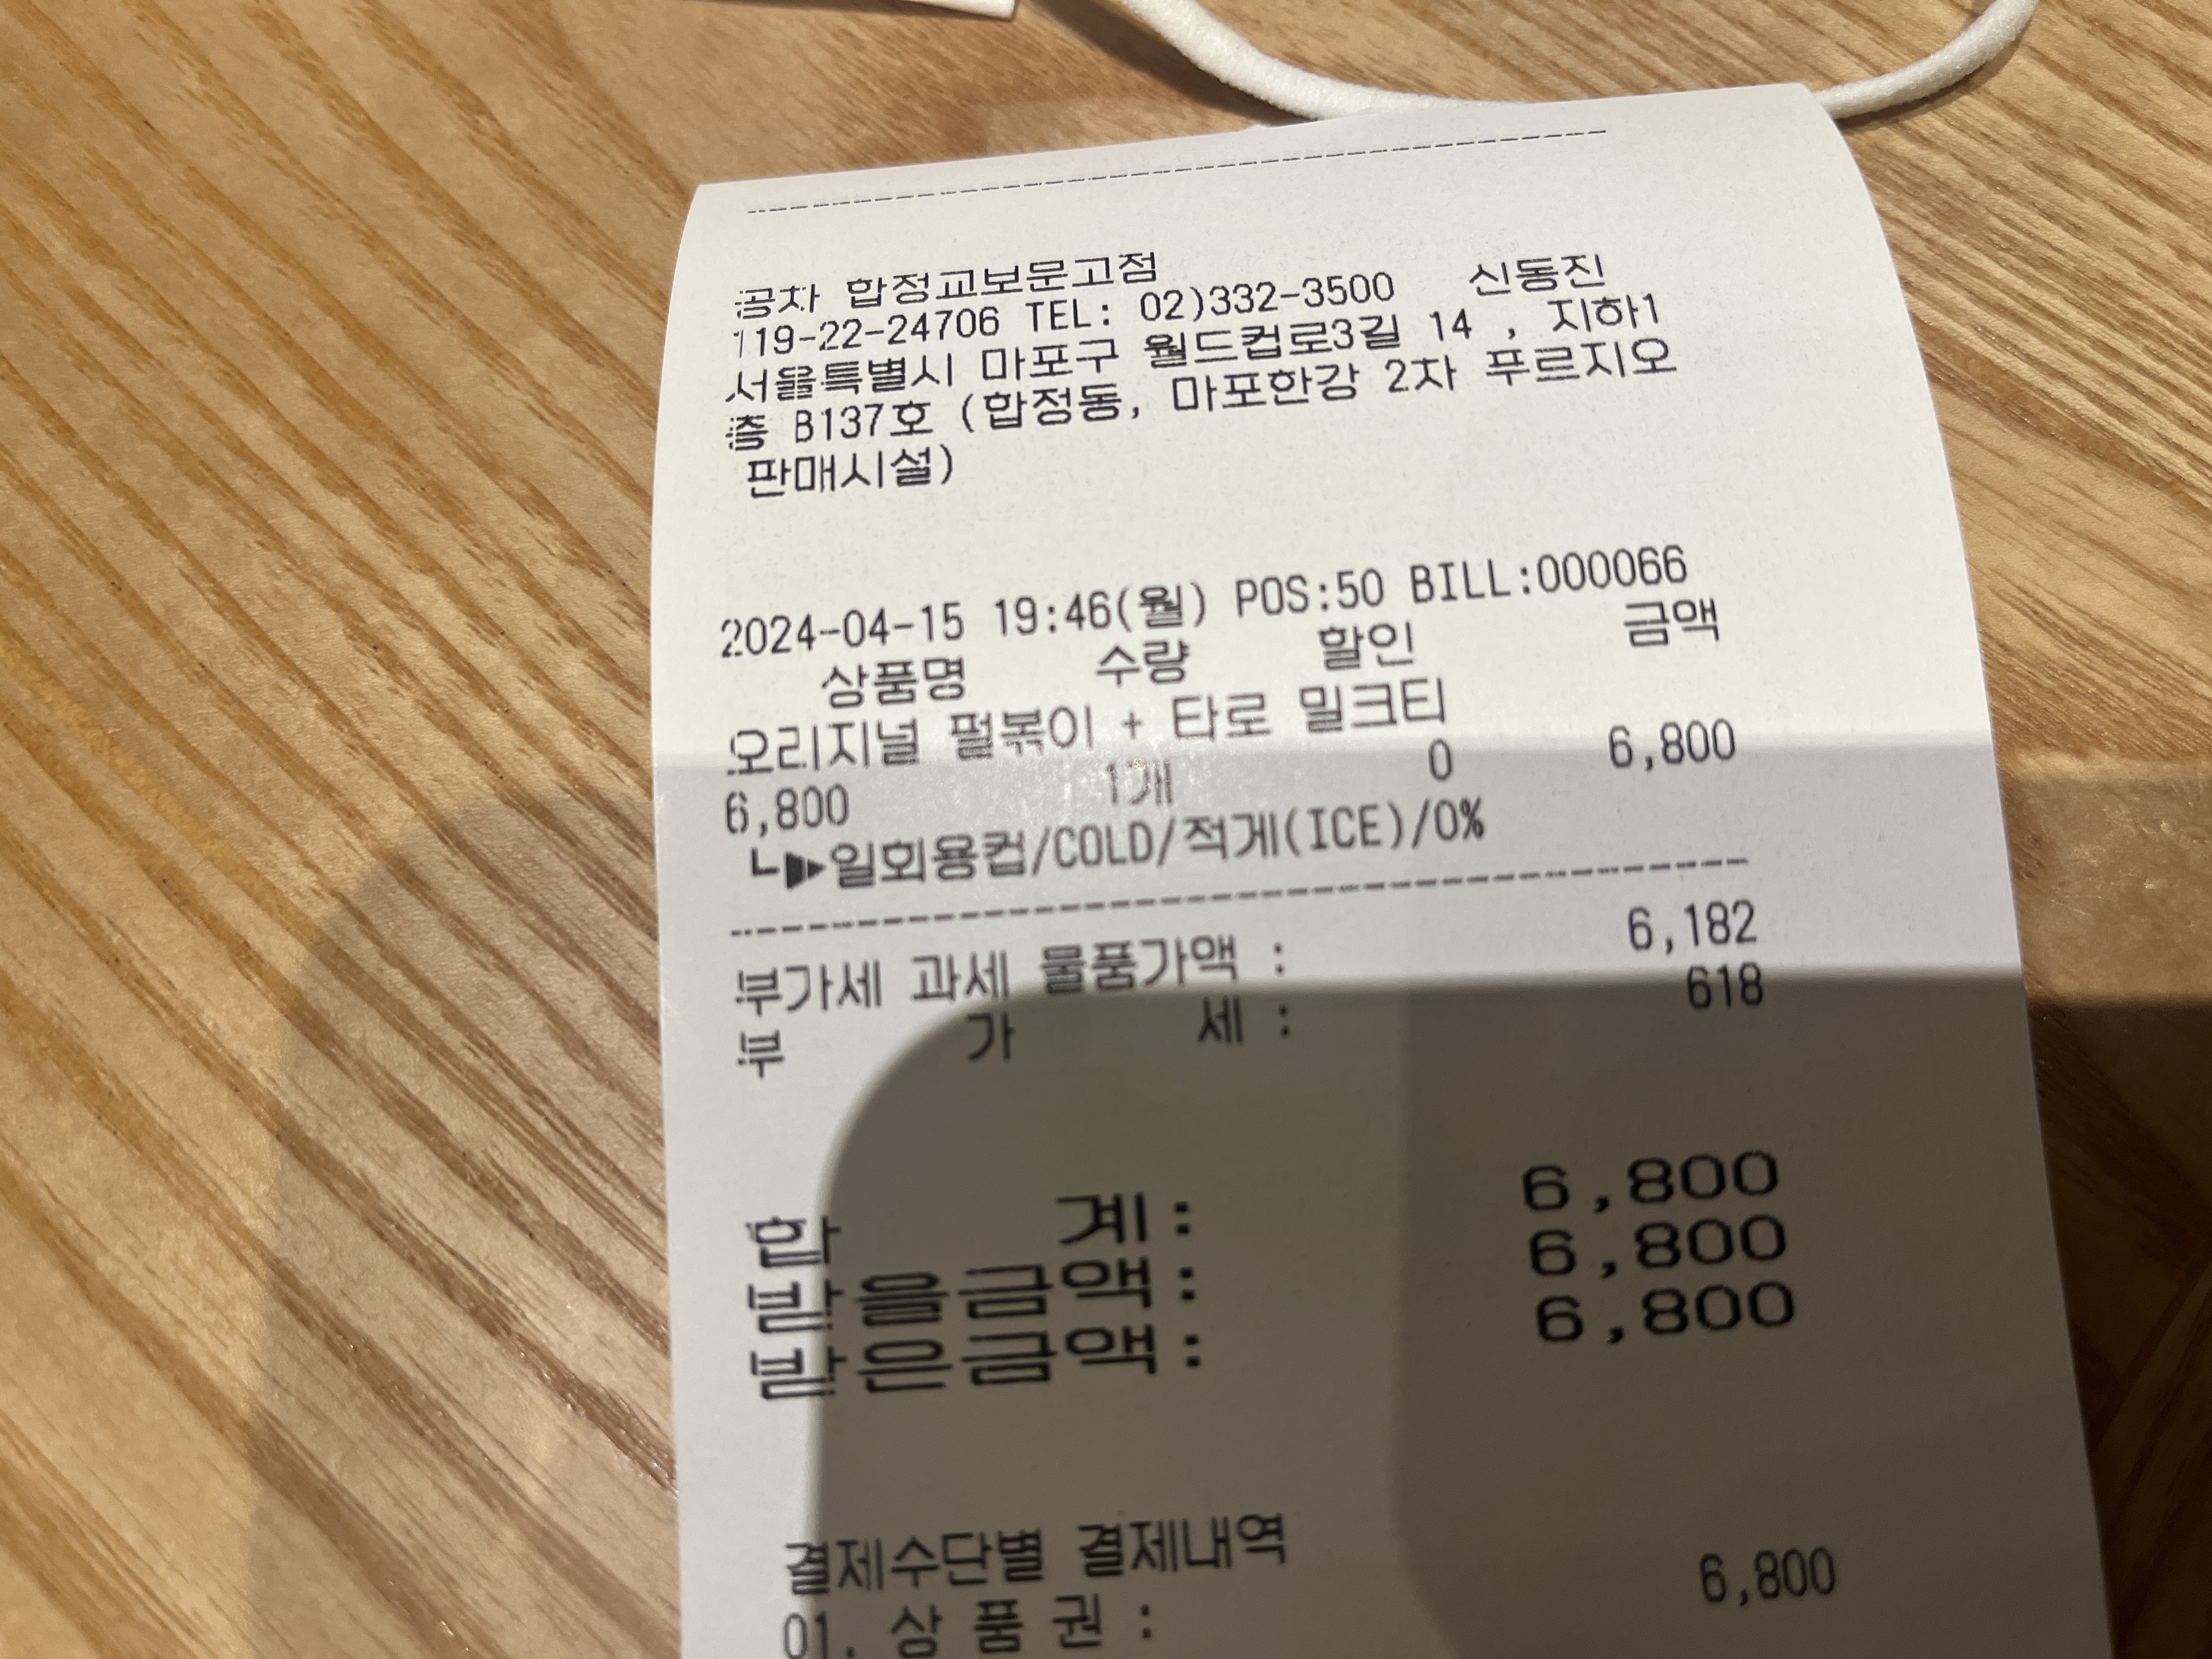 공차 합정교보문고점
119-22-24706 TEL: 02)332-3500 신동진
서울특별시 마포구 월드컵로3길 14 , 지하1
층 B137호 (합정동, 마포한강 2차 푸르지오
판매시설)
2024-04-15 19:46(월) POS:50 BILL:000066
상품명 수량 할인 금액
오리지널 펄볶이 + 타로 밀크티
6,800 1개 0 6,800
┗▶일회용컵/COLD/적게(ICE)/0%
부가세 과세 물품가액 : 6,182
부 가 세 : 618
합 계: 6,800
받을금액: 6,800
받은금액: 6,800
결제수단별 결제내역
01. 상 품 권 : 6,800